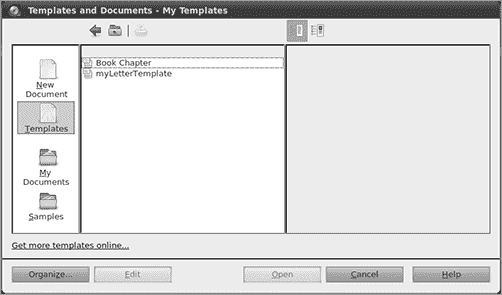 Templates and Documents - My Templates
Book Chapter
myLetterTemplate
New
Document
Templates
My
Documents
Samples
Get more templates online...
Organize... Edit Open Cancel Help